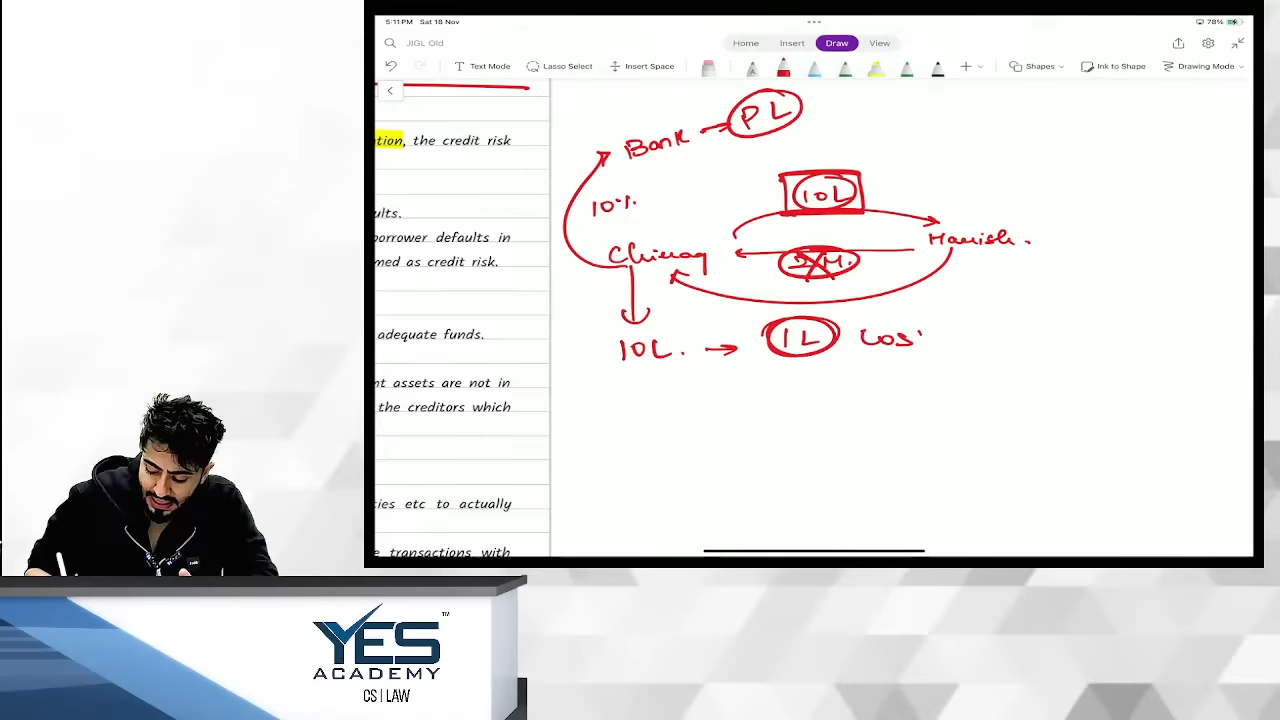 5:11 PM Sat 18 Nov
78%
JIGL Old
Home Insert Draw View
Text Mode Lasso Select Insert Space Shapes Ink to Shape Drawing Mode
tion, the credit risk
ults.
borrower defaults in
med as credit risk.
adequate funds.
nt assets are not in
the creditors which
ties etc to actually
e transactions with
Bank → PL
10L
10%
Chirag
10L. → 1L cos
YES
ACADEMY
TM
CS | LAW